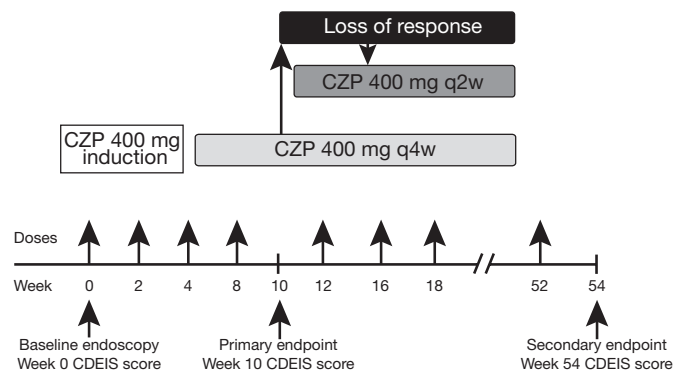 Loss of response
CZP 400 mg q2w
CZP 400 mg
induction
CZP 400 mg q4w
Doses
Week 0 2 4 8 10 12 16 18 52 54
Baseline endoscopy
Week 0 CDEIS score
Primary endpoint
Week 10 CDEIS score
Secondary endpoint
Week 54 CDEIS score